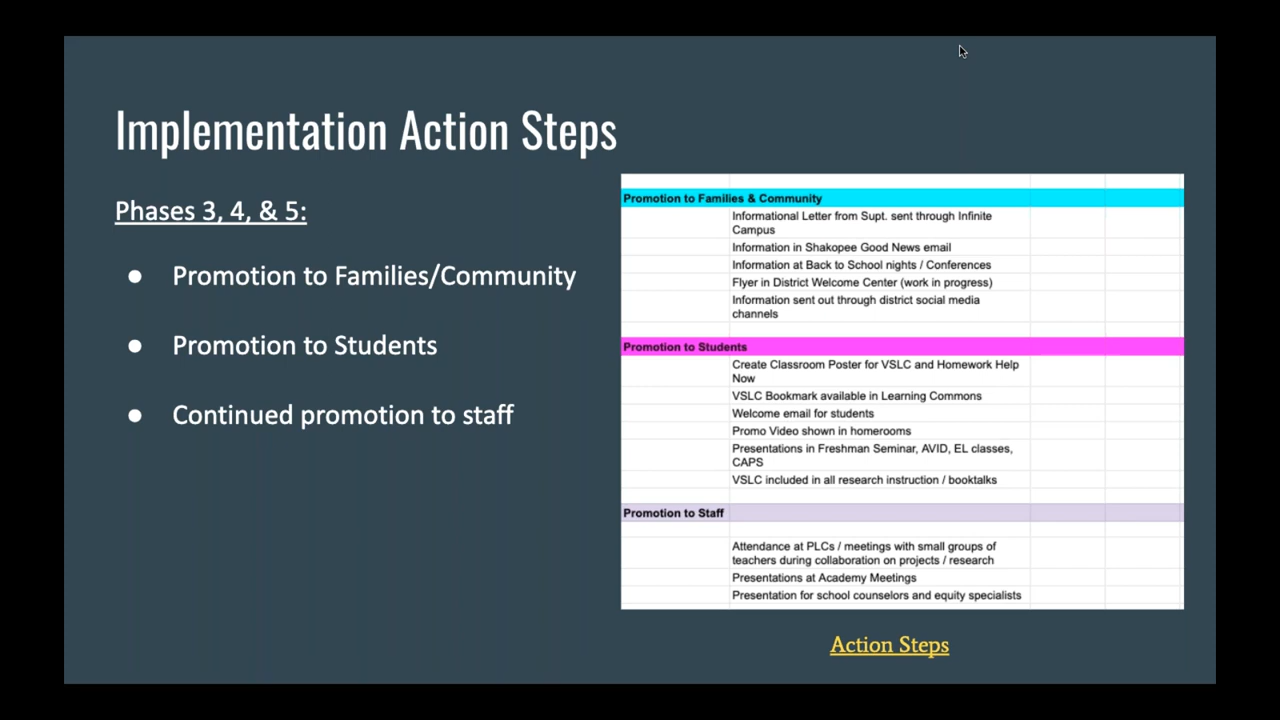 Implementation Action Steps
Phases 3, 4, & 5:
● Promotion to Families/Community
● Promotion to Students
● Continued promotion to staff
Promotion to Families & Community
Informational Letter from Supt. sent through Infinite
Campus
Information in Shakopee Good News email
Information at Back to School nights / Conferences
Flyer in District Welcome Center (work in progress)
Information sent out through district social media
channels
Promotion to Students
Create Classroom Poster for VSLC and Homework Help
Now
VSLC Bookmark available in Learning Commons
Welcome email for students
Promo Video shown in homerooms
Presentations in Freshman Seminar, AVID, EL classes,
CAPS
VSLC included in all research instruction / booktalks
Promotion to Staff
Attendance at PLCs / meetings with small groups of
teachers during collaboration on projects / research
Presentations at Academy Meetings
Presentation for school counselors and equity specialists
Action Steps